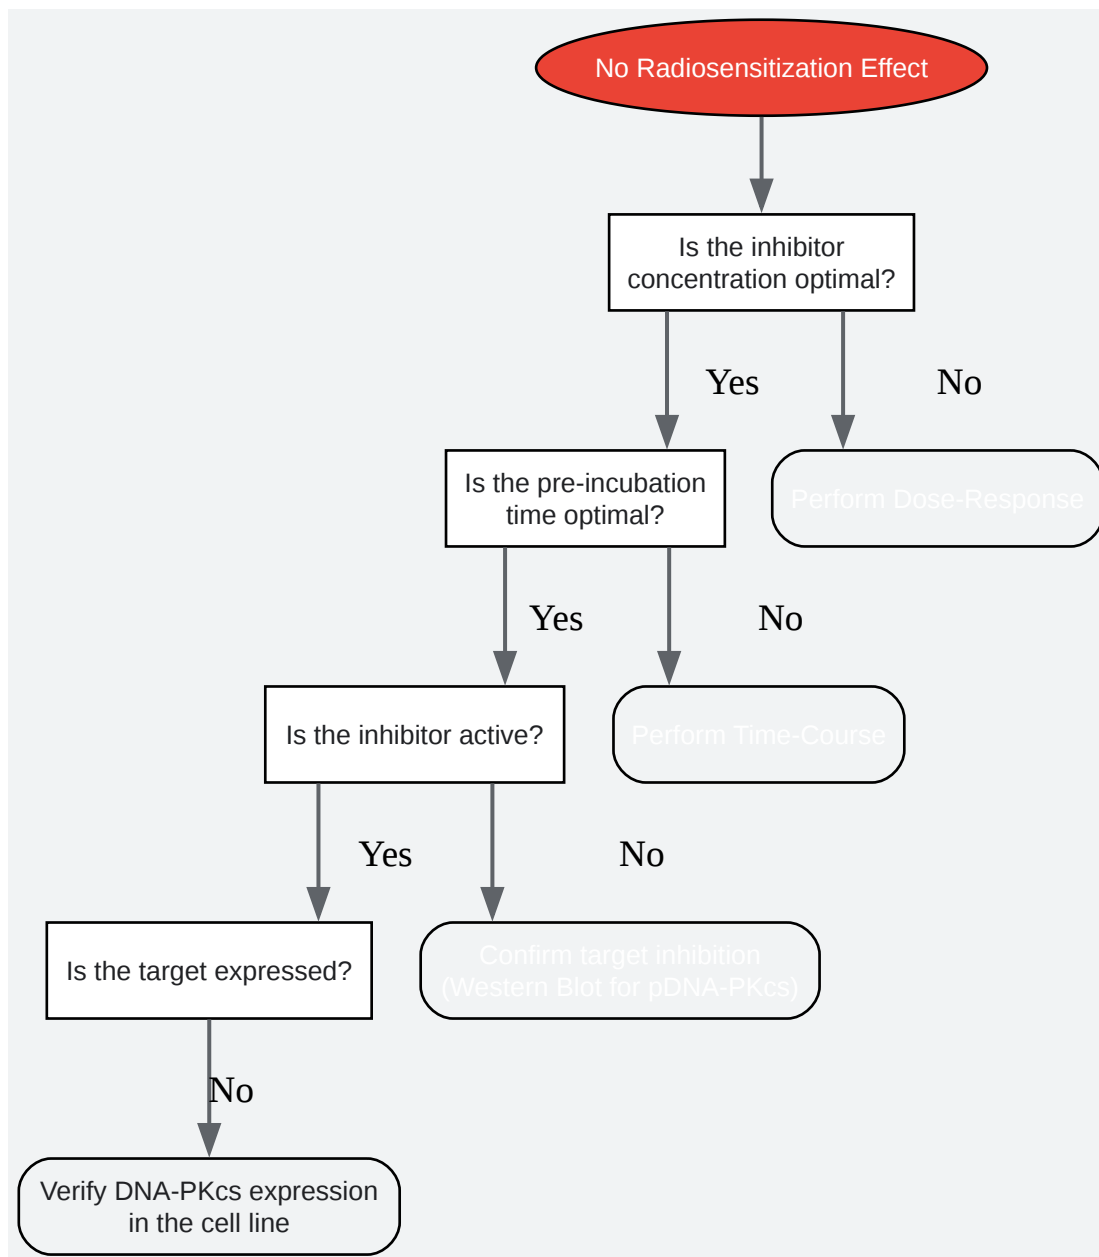 No Radiosensitization Effect
Is the inhibitor
concentration optimal?
Yes
No
Is the pre-incubation
time optimal?
Perform Dose-Response
Yes
No
Is the inhibitor active?
Perform Time-Course
Yes
No
Is the target expressed?
Confirm target inhibition
(Western Blot for pDNA-PKcs)
No
Verify DNA-PKcs expression
in the cell line